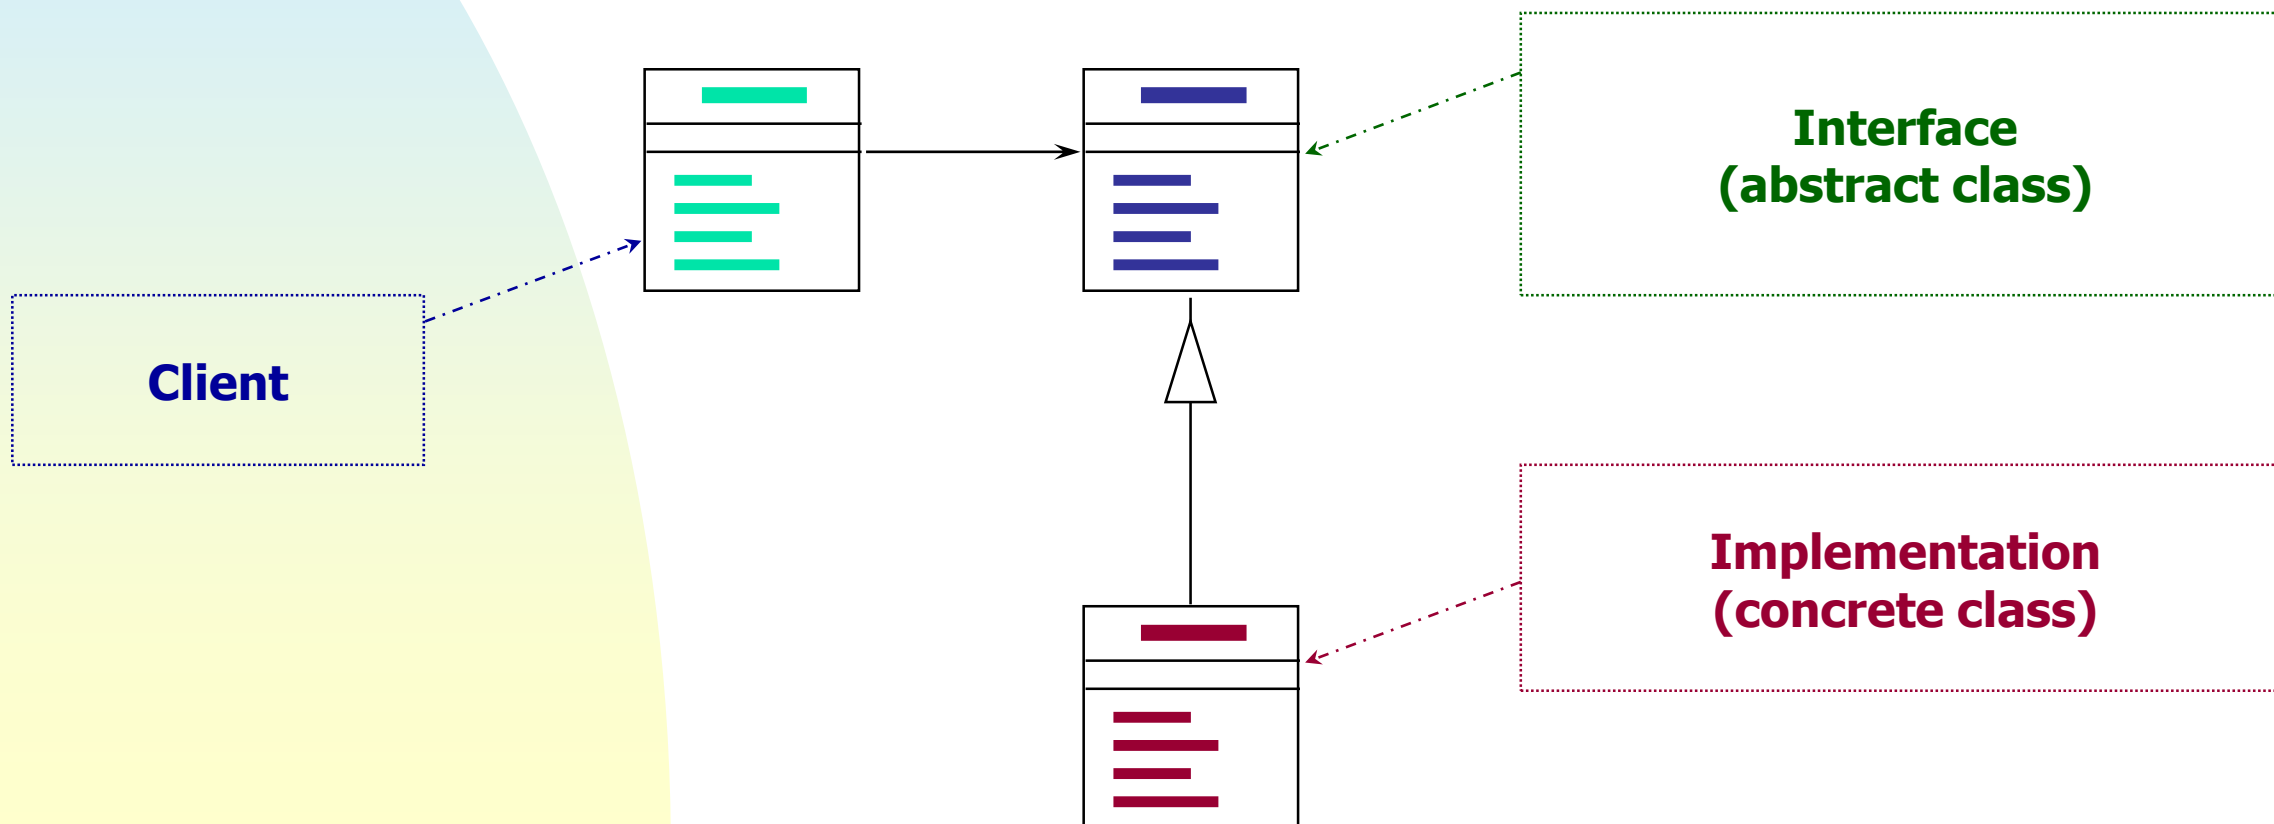 Interface
(abstract class)
Client
Implementation
(concrete class)